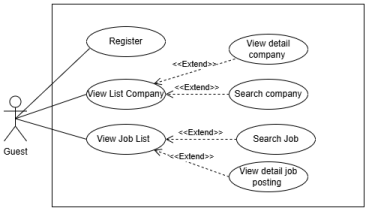 Register
View detail
company
<<Extend>>
View List Company
<<Extend>>
Search company
Guest
View Job List
<<Extend>>
Search Job
<<Extend>>
View detail job
posting